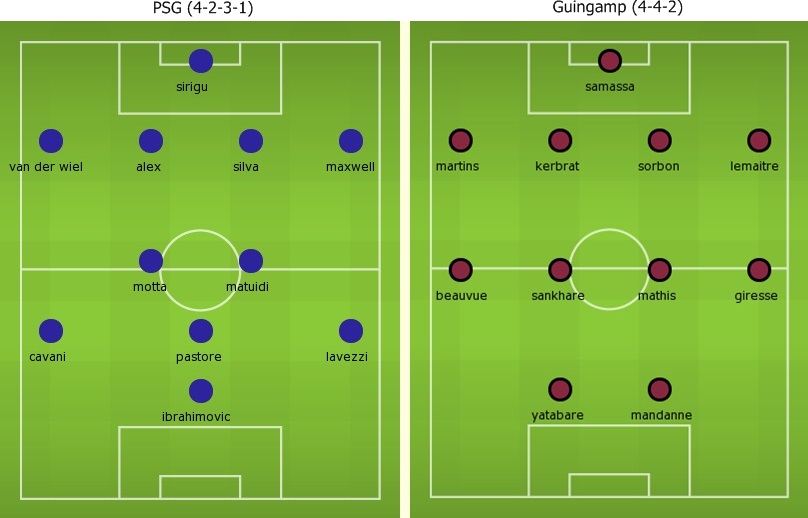 PSG (4-2-3-1)
sirigu
van der wiel
alex
silva
maxwell
motta
matuidi
cavani
pastore
lavezzi
ibrahimovic
Guingamp (4-4-2)
samassa
martins
kerbrat
sorbon
lemaitre
beauvue
sankhare
mathis
giresse
yatabare
mandanne